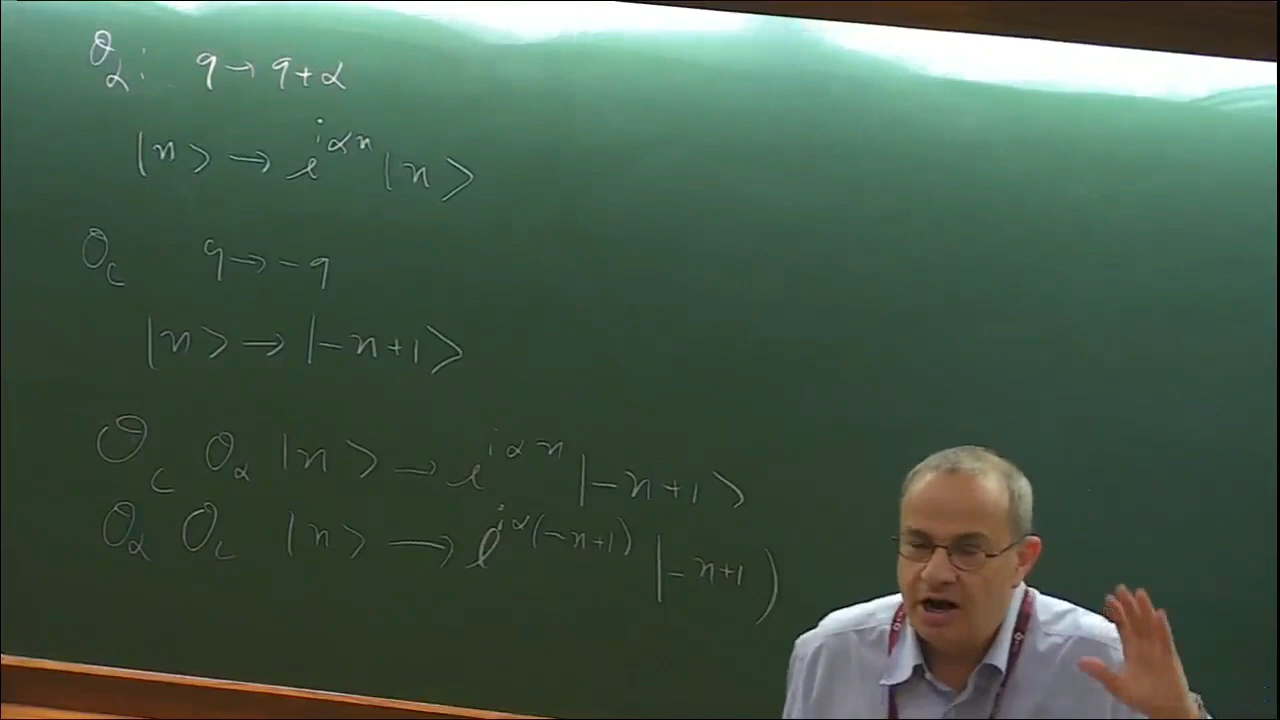 O_α: q → q + α
|n> → e^{iαn} |n>
O_C q → -q
|n> → |-n+1>
O_C O_α |n> → e^{iαn} |-n+1>
O_α O_C |n> → e^{iα(-n+1)} |-n+1)